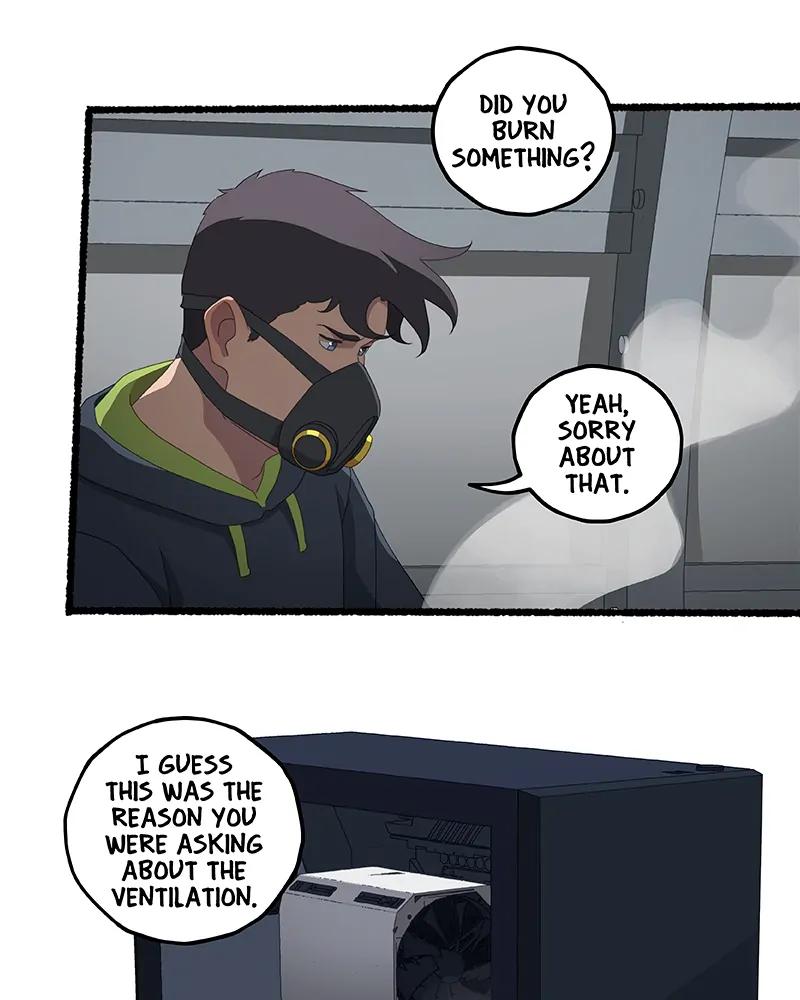 DID YOU
BURN
SOMETHING?
YEAH,
SORRY
ABOUT
THAT.
I GUESS
THIS WAS THE
REASON YOU
WERE ASKING
ABOUT THE
VENTILATION.